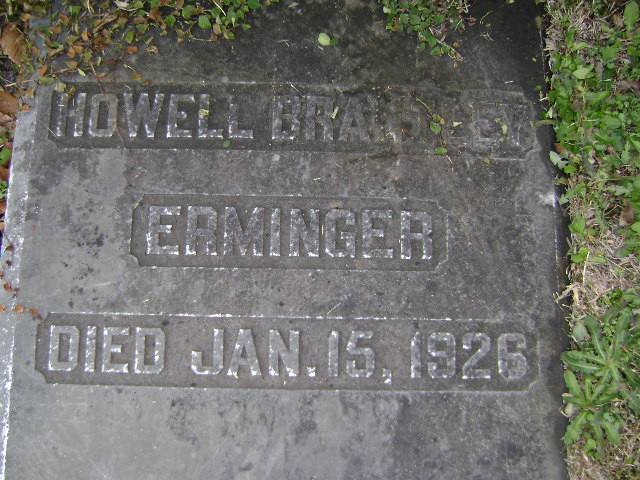 HOWELL
ERMINGER
DIED JAN. 15, 1926